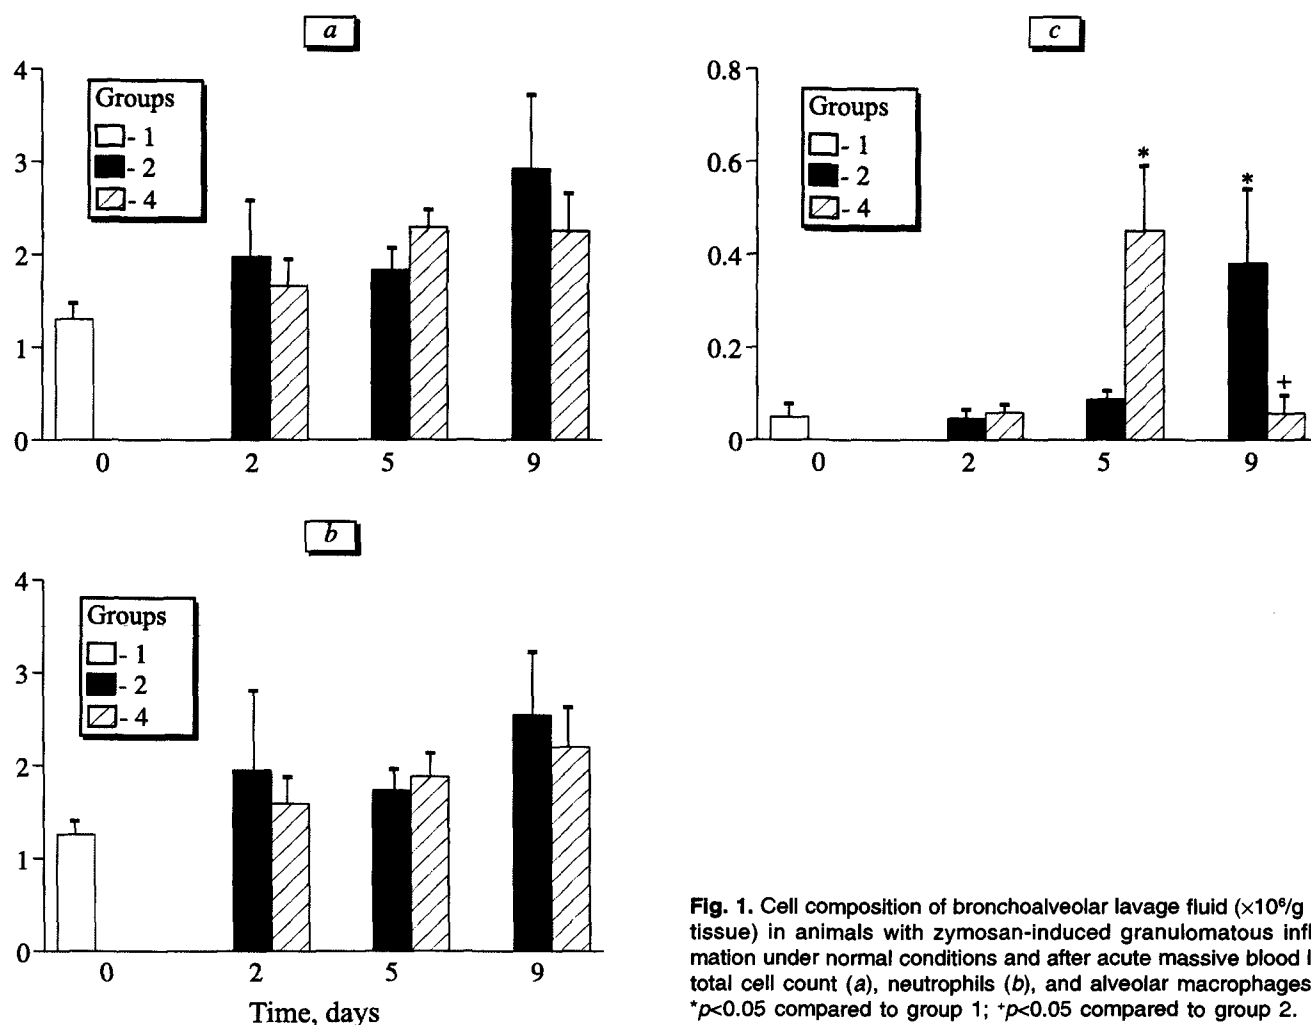 a
4
3
2
1
0
Groups
- 1
- 2
- 4
0 2 5 9
c
0.8
0.6
0.4
0.2
0
Groups
- 1
- 2
- 4
* * +
0 2 5 9
b
4
3
2
1
0
Groups
- 1
- 2
- 4
0 2 5 9
Time, days
Fig. 1. Cell composition of bronchoalveolar lavage fluid (×10⁶/g
tissue) in animals with zymosan-induced granulomatous infl
mation under normal conditions and after acute massive blood l
total cell count (a), neutrophils (b), and alveolar macrophages
*p<0.05 compared to group 1; ⁺p<0.05 compared to group 2.